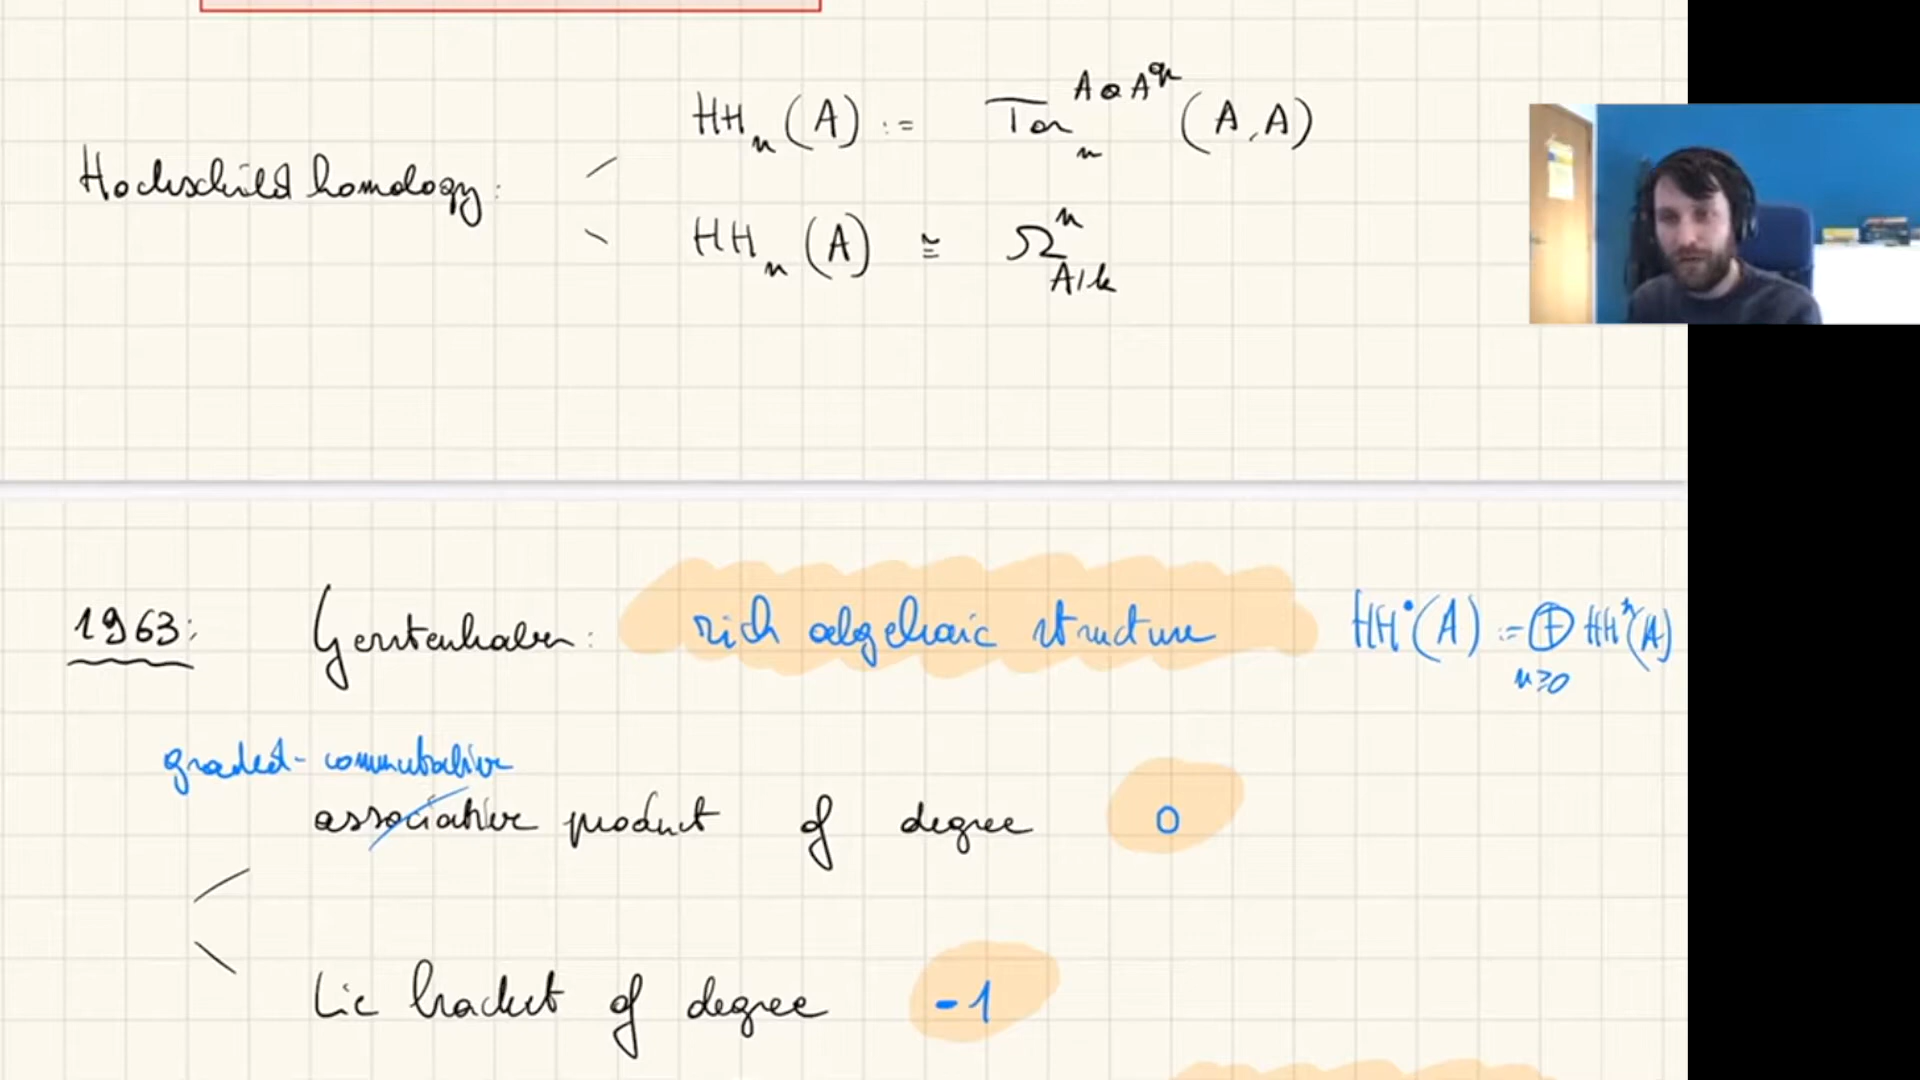 HH_n (A) := Tor_n^{A⊗A^{op}} (A, A)
Hochschild homology:
HH_n (A) ≅ Ω^n_{A/k}
1963: Gerstenhaber: rich algebraic structure HH^•(A) := ⊕_{n≥0} HH^n(A)
graded-commutative
associative product of degree 0
Lie bracket of degree -1